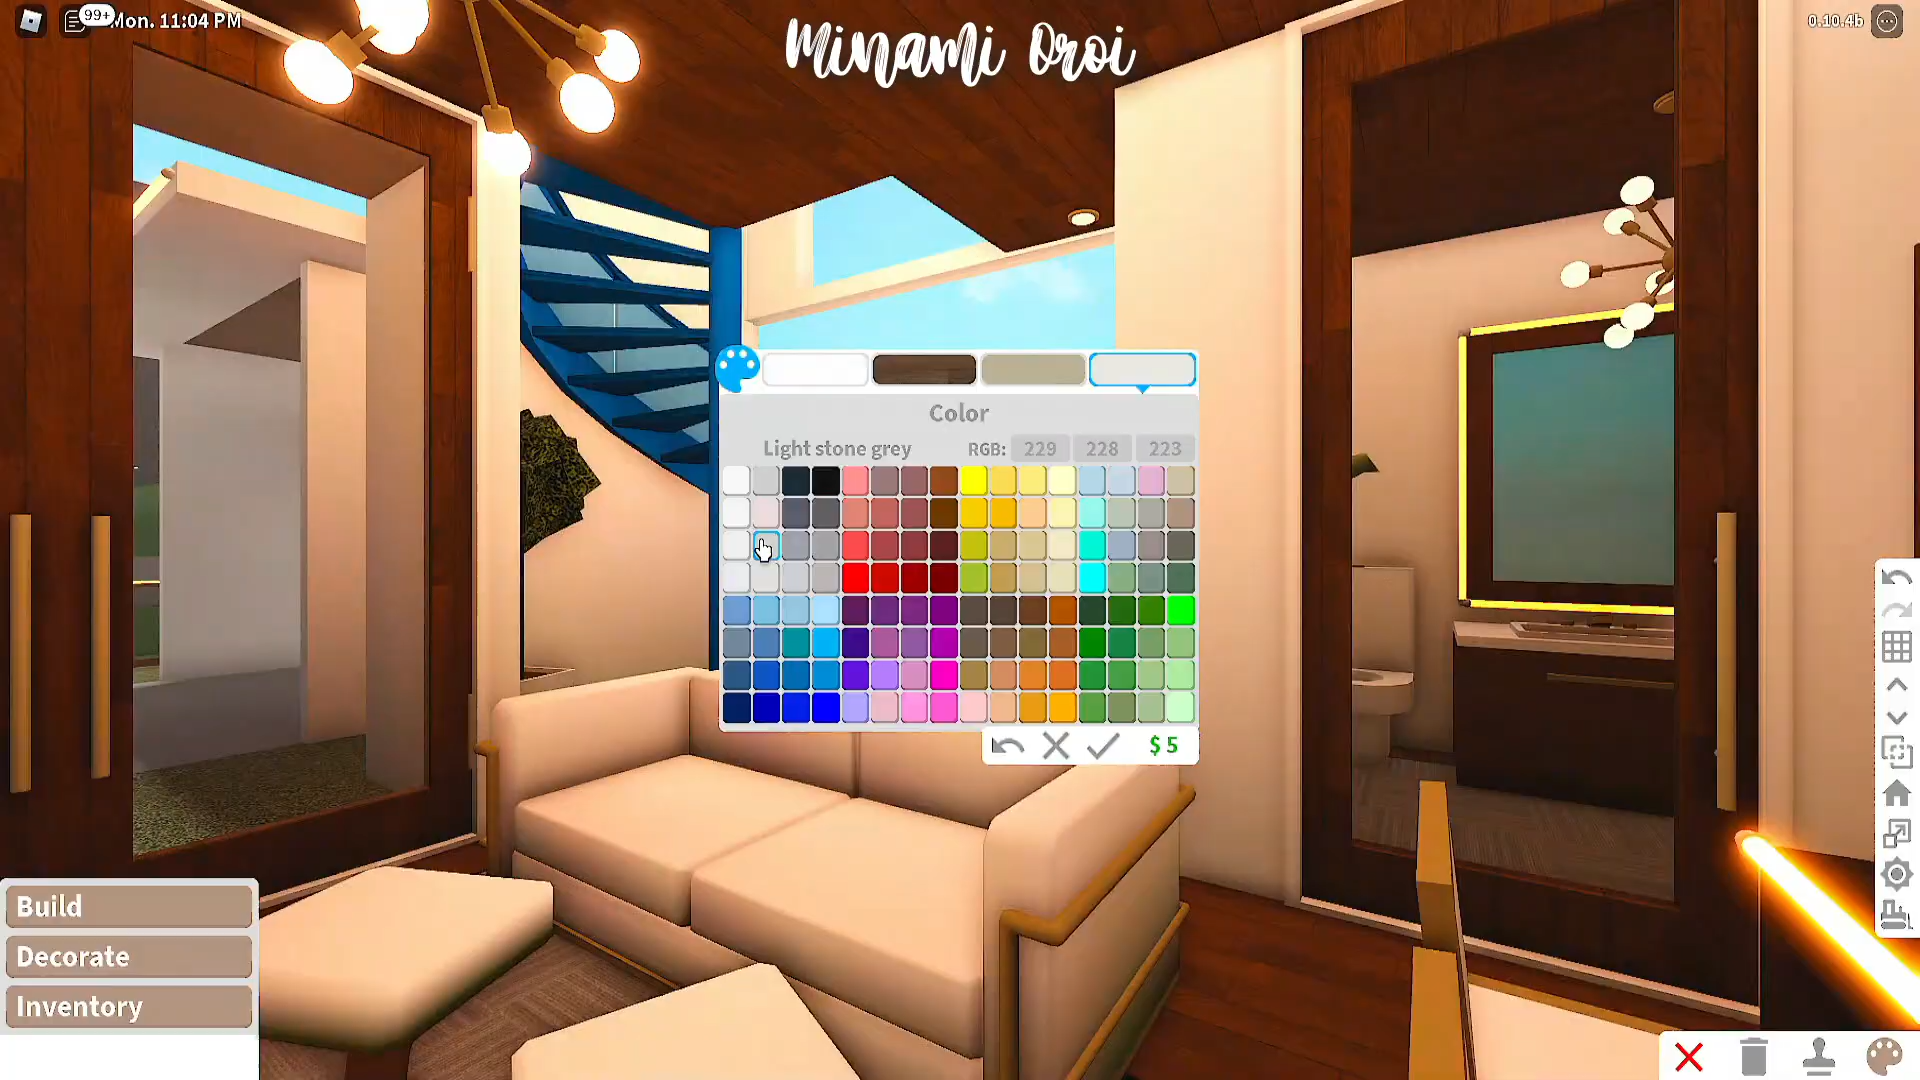 99+
Mon. 11:04 PM
Minami Oroi
0.10.4b
Color
Light stone grey
RGB: 229 228 223
$ 5
Build
Decorate
Inventory